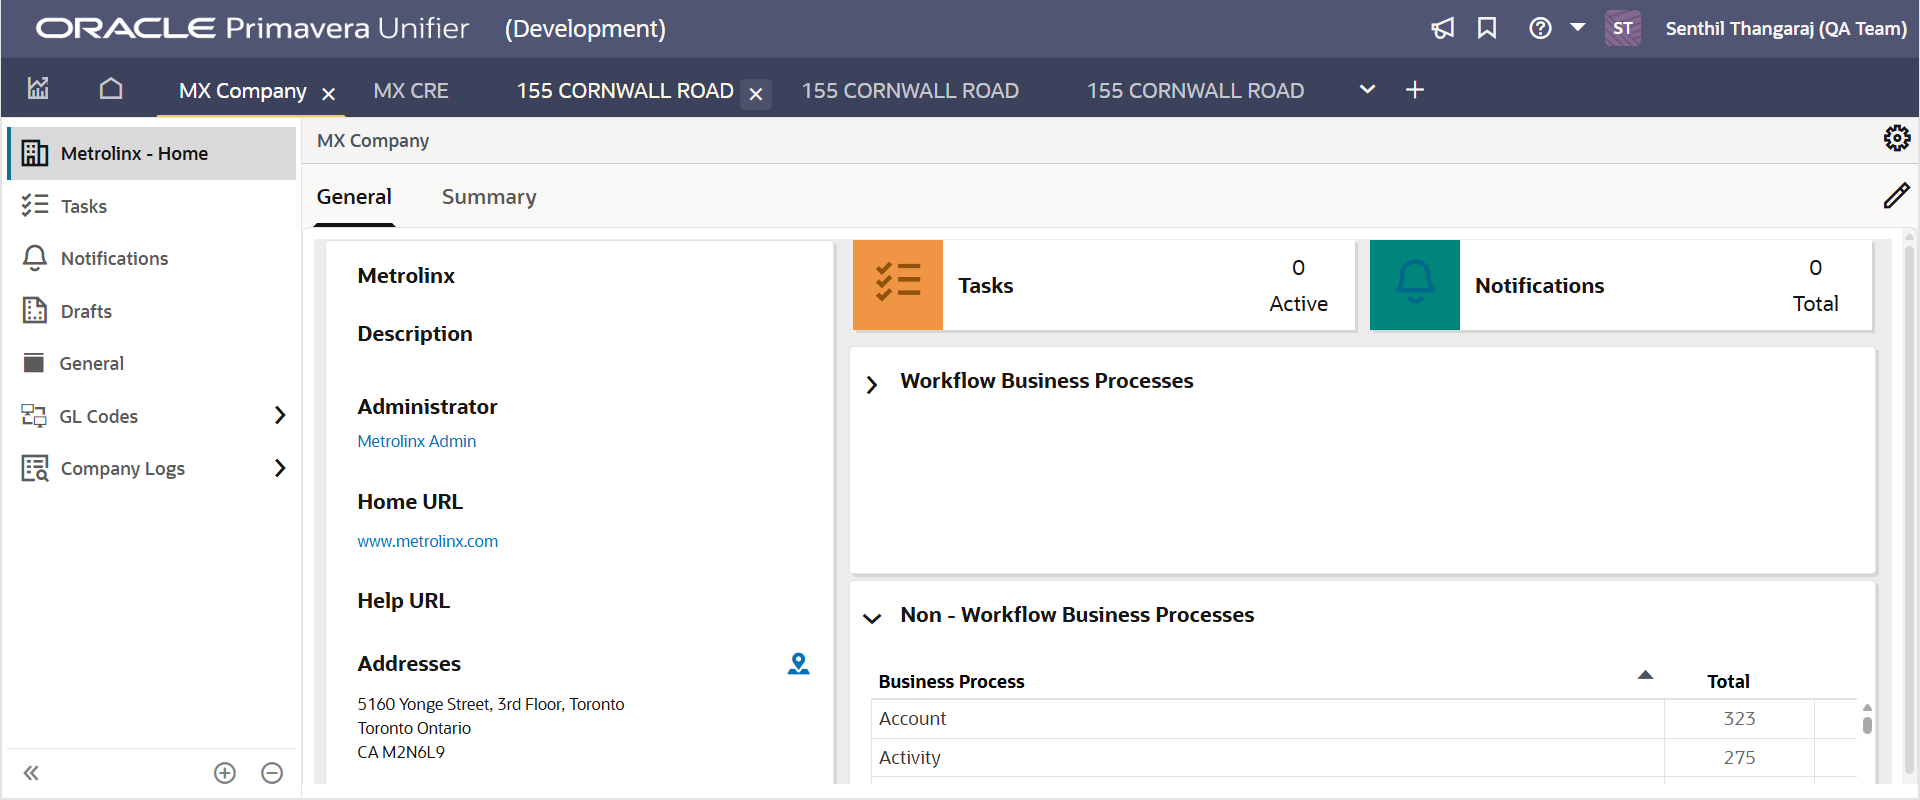 ORACLE Primavera Unifier (Development)
ST Senthil Thangaraj (QA Team)
MX Company MX CRE 155 CORNWALL ROAD 155 CORNWALL ROAD 155 CORNWALL ROAD
Metrolinx - Home
Tasks
Notifications
Drafts
General
GL Codes
Company Logs
MX Company
General Summary
Metrolinx
Description
Administrator
Metrolinx Admin
Home URL
www.metrolinx.com
Help URL
Addresses
5160 Yonge Street, 3rd Floor, Toronto
Toronto Ontario
CA M2N6L9
Tasks
0
Active
Notifications
0
Total
Workflow Business Processes
Non - Workflow Business Processes
Business Process Total
Account 323
Activity 275